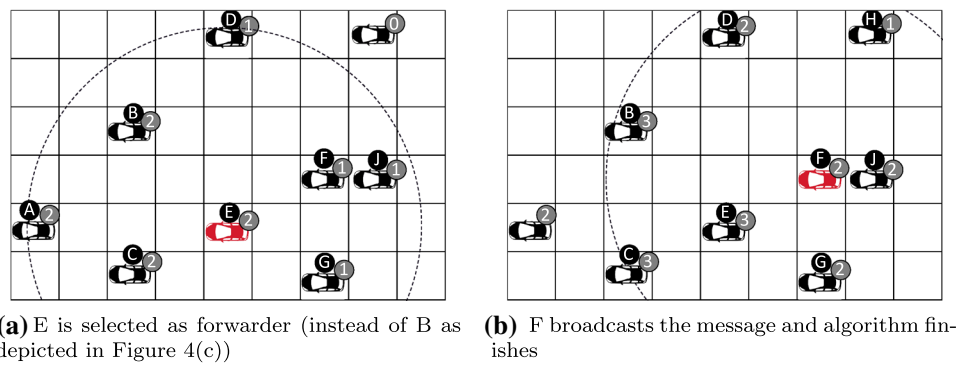 D 1 0
B 2
F 1 J 1
A 2 E 2
C 2 G 1
D 2 H 1
B 3
F 2 J 2
2 E 3
C 3 G 2
(a) E is selected as forwarder (instead of B as
depicted in Figure 4(c))
(b) F broadcasts the message and algorithm fin-
ishes